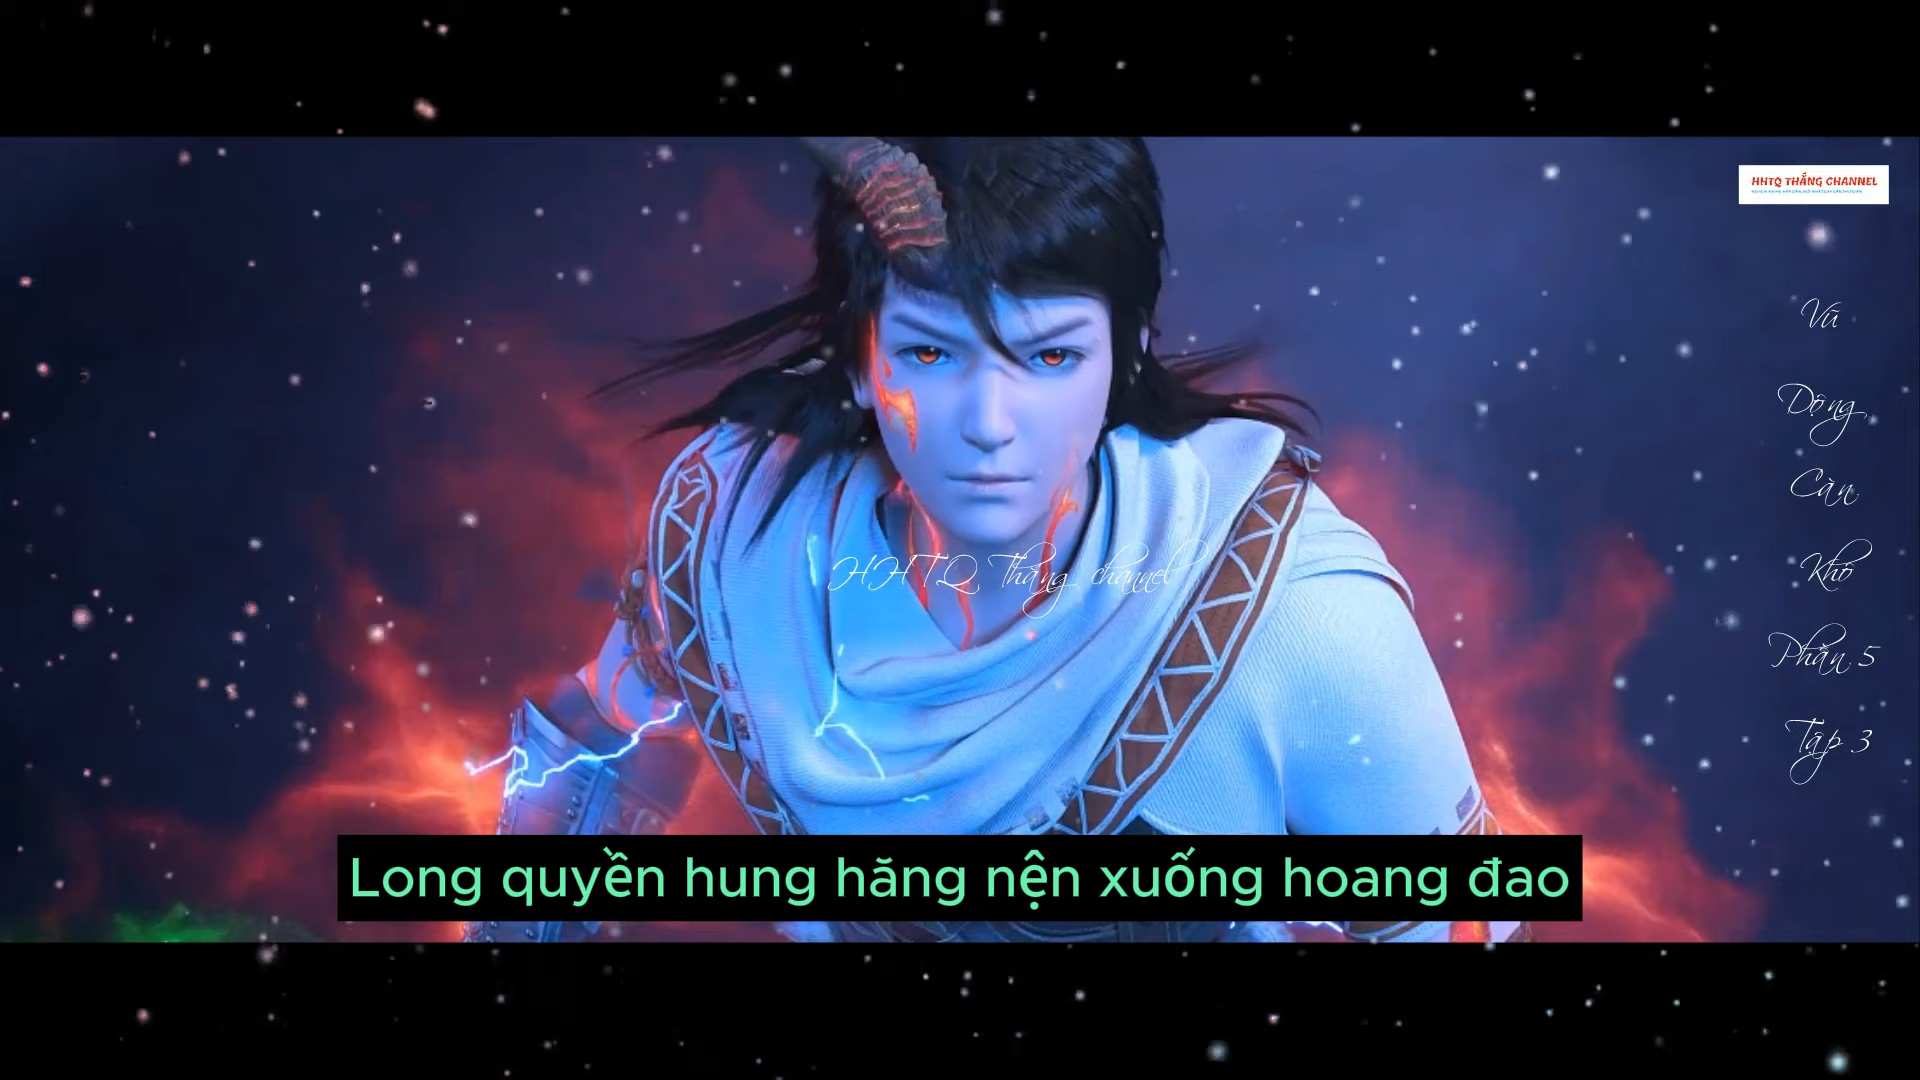 HHTQ THẮNG CHANNEL
Vũ
Động
Càn
Khô
Phần 5
Tập 3
HHTQ Thắng channel
Long quyền hung hăng nện xuống hoang đao